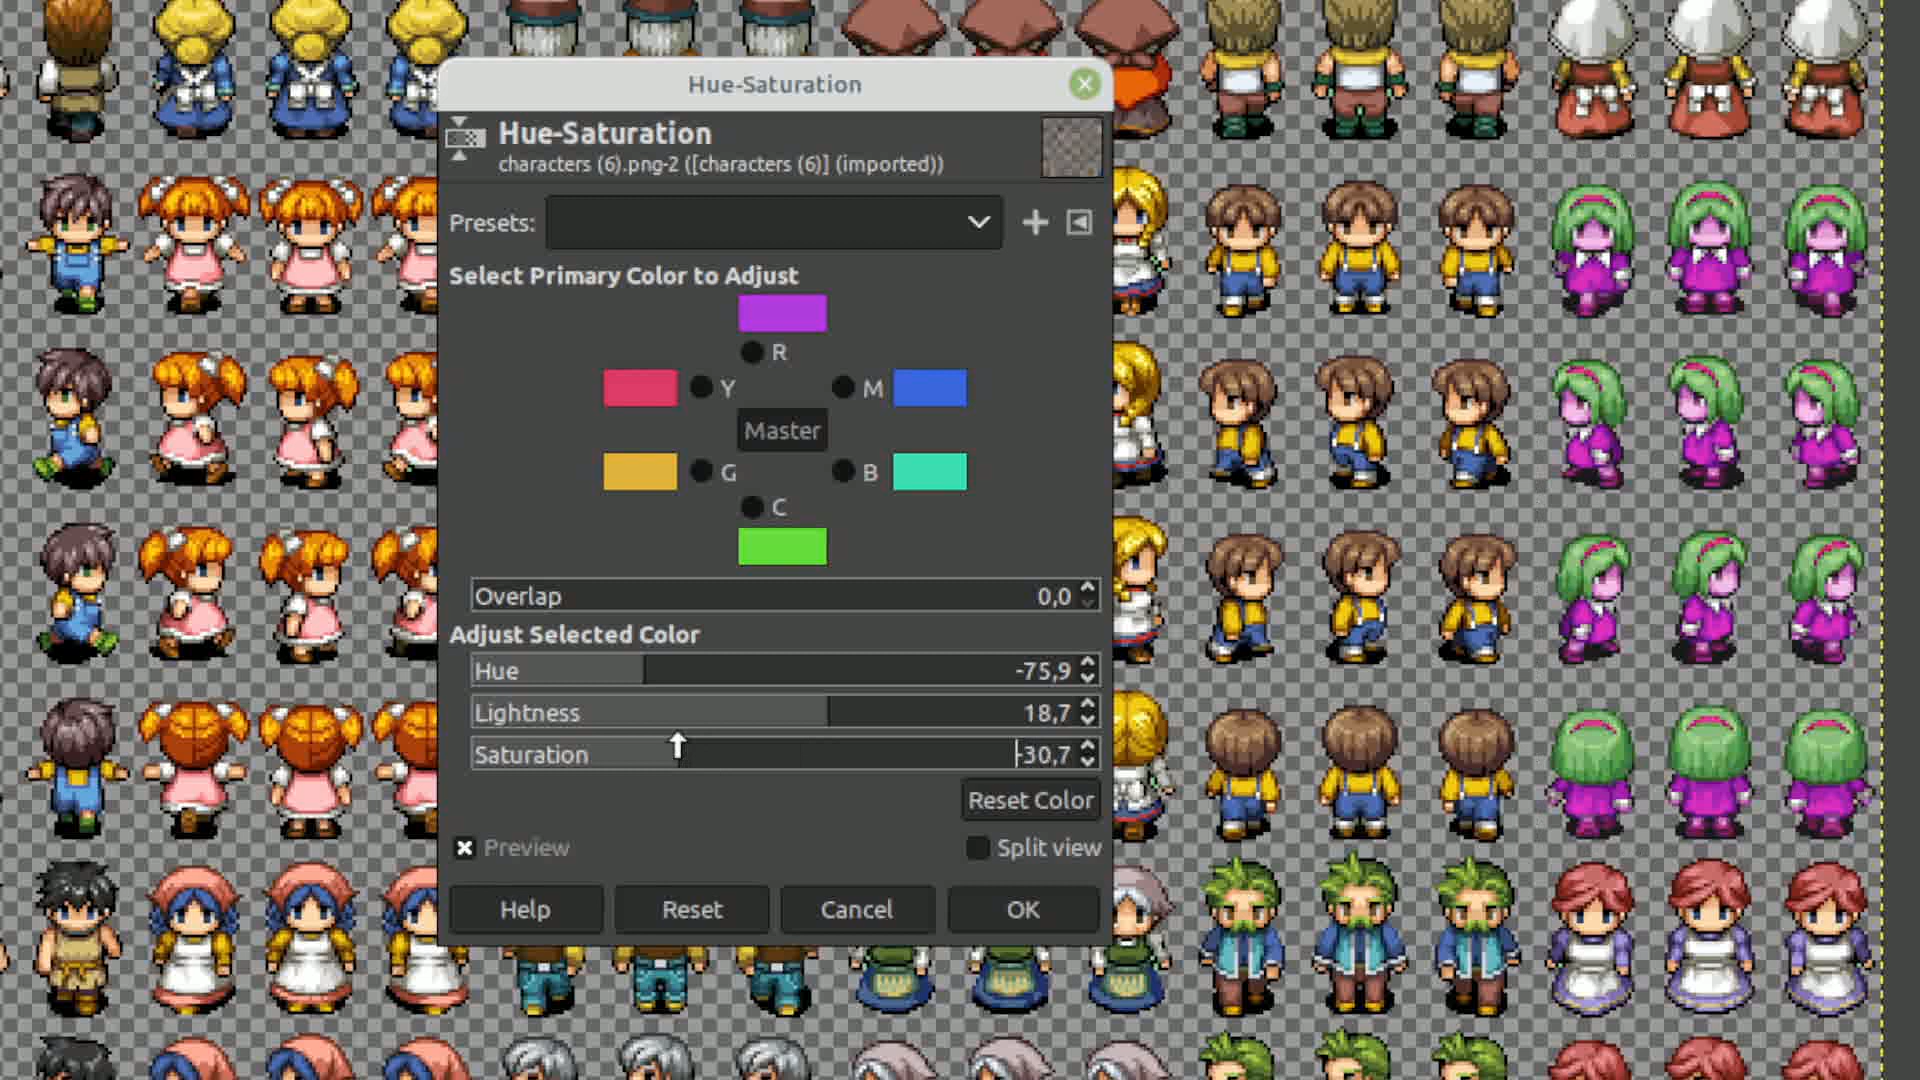 Hue-Saturation
Hue-Saturation
characters (6).png-2 ([characters (6)] (imported))
Presets:
Select Primary Color to Adjust
R
Y
M
Master
G
B
C
Overlap 0,0
Adjust Selected Color
Hue -75,9
Lightness 18,7
Saturation -30,7
Reset Color
Preview
Split view
Help
Reset
Cancel
OK